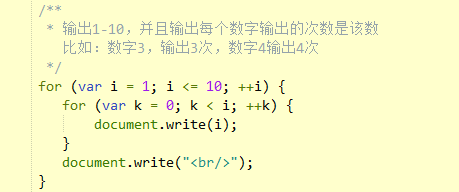 /**
 * 输出1-10，并且输出每个数字输出的次数是该数
   比如：数字3，输出3次，数字4输出4次
 */
for (var i = 1; i <= 10; ++i) {
   for (var k = 0; k < i; ++k) {
       document.write(i);
   }
   document.write("<br/>");
}